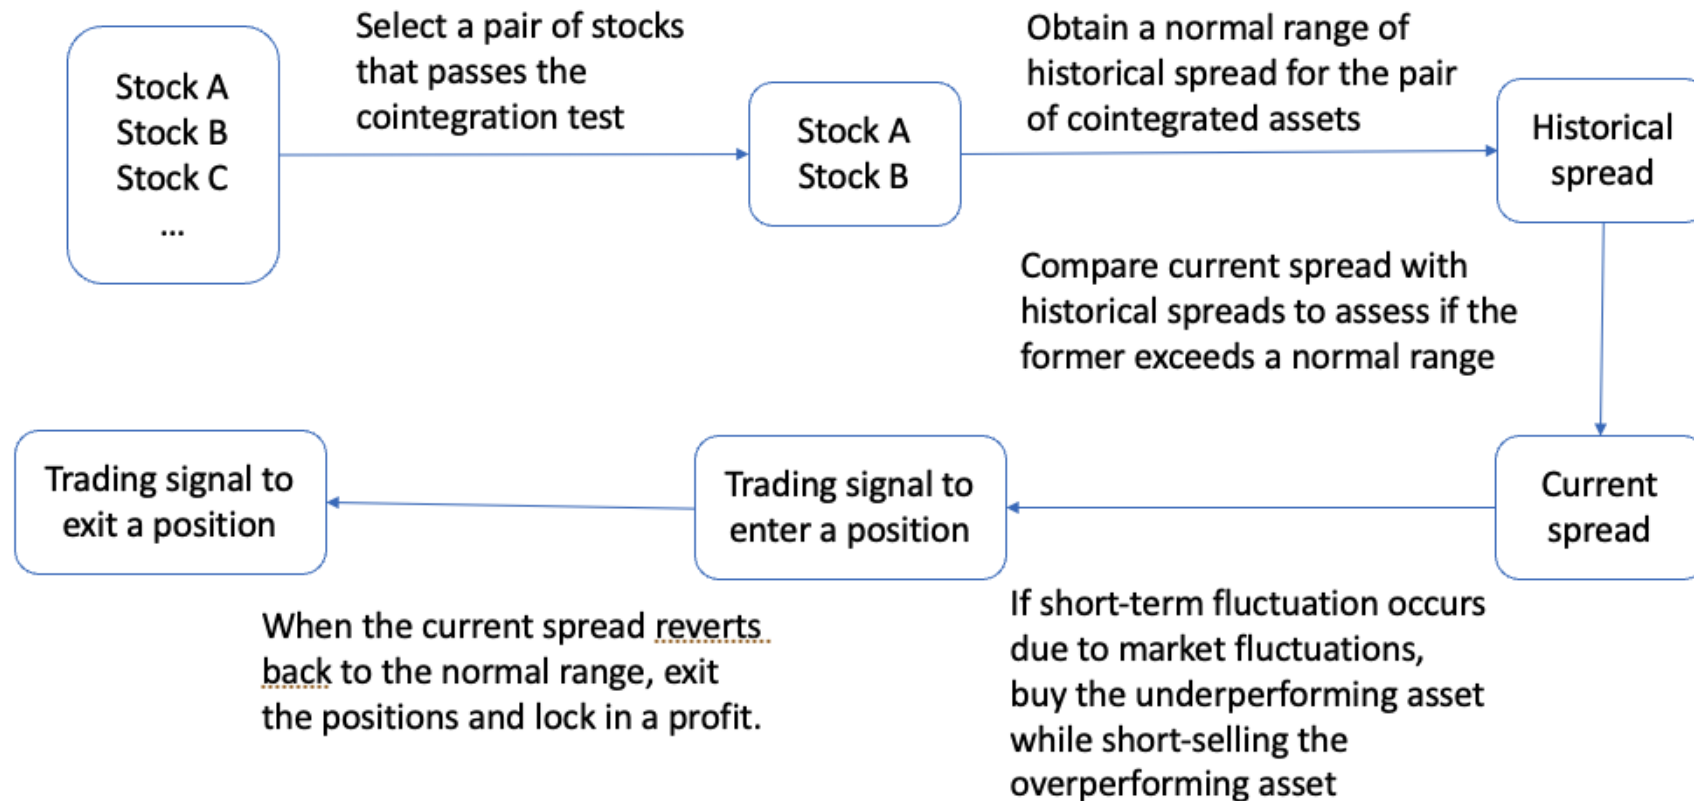 Stock A
Stock B
Stock C
...
Select a pair of stocks
that passes the
cointegration test
Stock A
Stock B
Obtain a normal range of
historical spread for the pair
of cointegrated assets
Historical
spread
Compare current spread with
historical spreads to assess if the
former exceeds a normal range
Current
spread
If short-term fluctuation occurs
due to market fluctuations,
buy the underperforming asset
while short-selling the
overperforming asset
Trading signal to
enter a position
When the current spread reverts
back to the normal range, exit
the positions and lock in a profit.
Trading signal to
exit a position